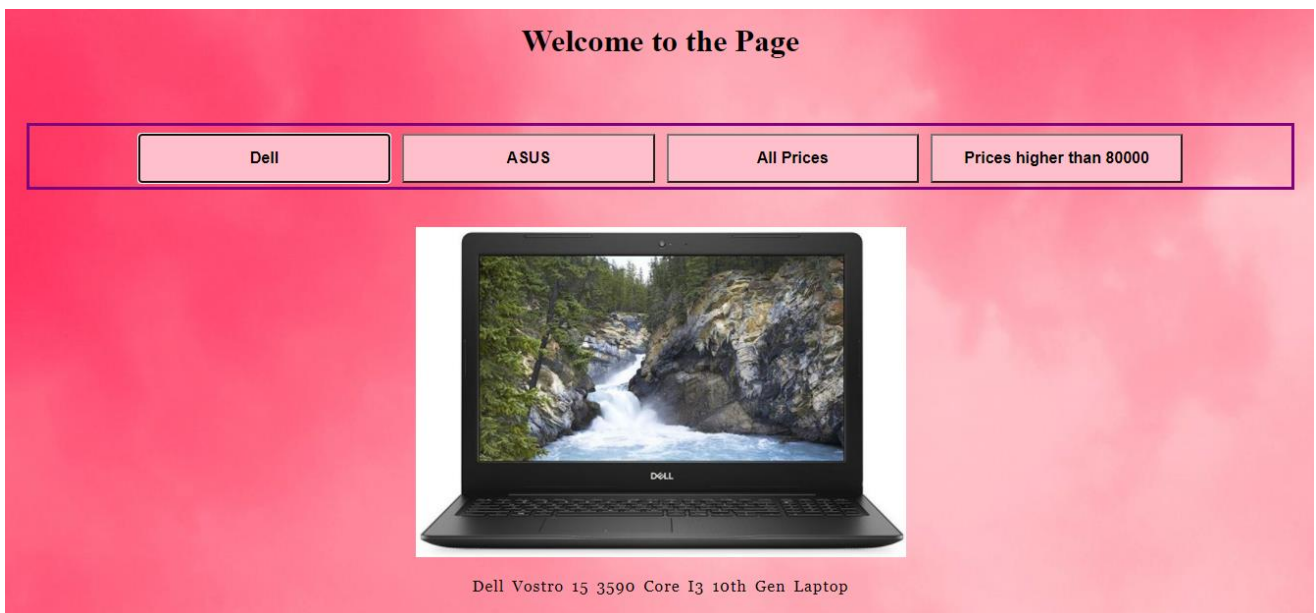 Welcome to the Page
Dell
ASUS
All Prices
Prices higher than 80000
DELL
Dell Vostro 15 3590 Core I3 10th Gen Laptop